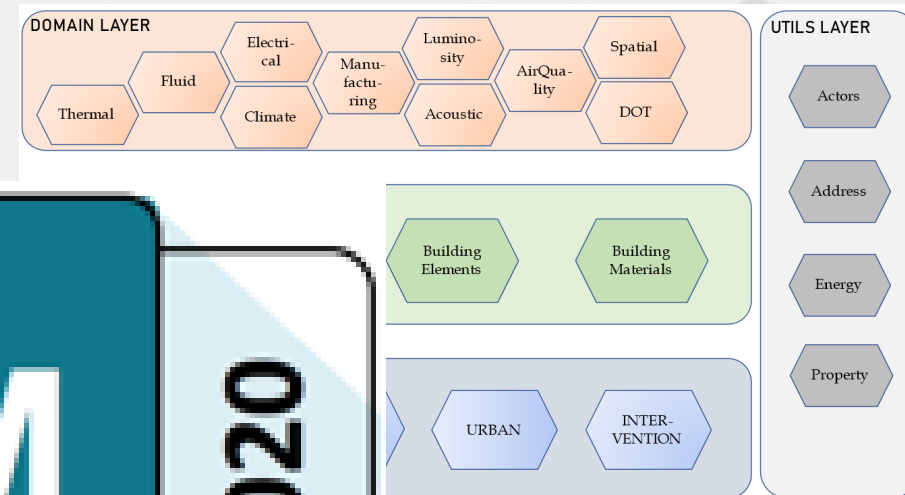 DOMAIN LAYER
Thermal
Fluid
Electri-
cal
Climate
Manu-
factu-
ring
Lumino-
sity
Acoustic
AirQua-
lity
Spatial
DOT
Building
Elements
Building
Materials
URBAN
INTER-
VENTION
UTILS LAYER
Actors
Address
Energy
Property
020